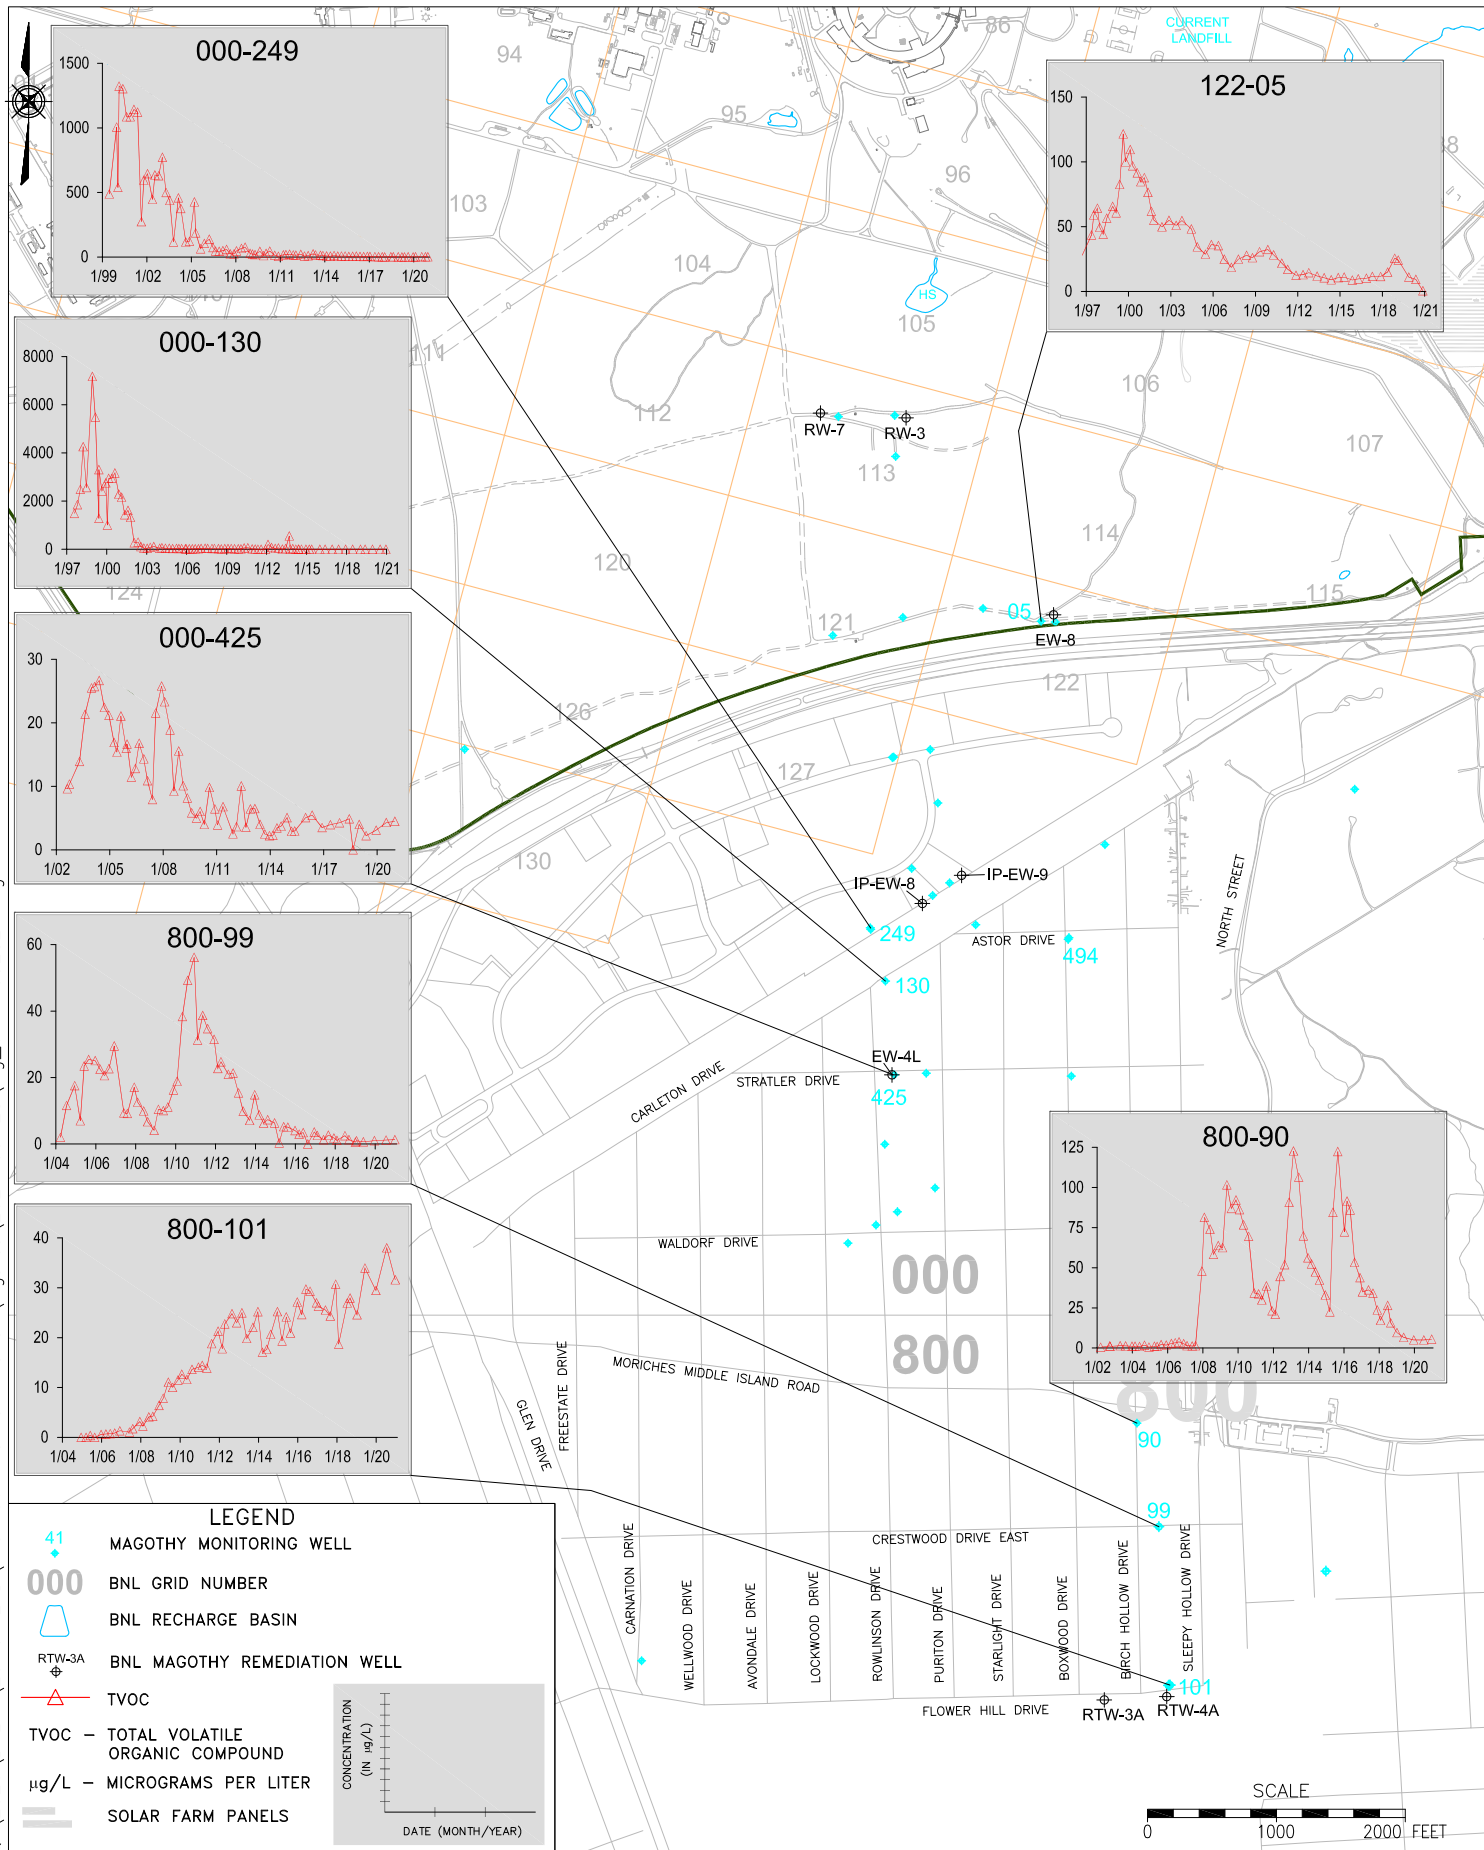 CURRENT
LANDFILL
86
94
95
96
88
103
104
105
HS
106
107
111
112
113
114
115
120
121
122
124
126
127
130
000-249
1500
1000
500
0
1/99 1/02 1/05 1/08 1/11 1/14 1/17 1/20
122-05
150
100
50
0
1/97 1/00 1/03 1/06 1/09 1/12 1/15 1/18 1/21
000-130
8000
6000
4000
2000
0
1/97 1/00 1/03 1/06 1/09 1/12 1/15 1/18 1/21
RW-7
RW-3
05
EW-8
000-425
30
20
10
0
1/02 1/05 1/08 1/11 1/14 1/17 1/20
IP-EW-8
IP-EW-9
NORTH STREET
249
ASTOR DRIVE
494
130
800-99
60
40
20
0
1/04 1/06 1/08 1/10 1/12 1/14 1/16 1/18 1/20
EW-4L
425
STRATLER DRIVE
CARLETON DRIVE
800-90
125
100
75
50
25
0
1/02 1/04 1/06 1/08 1/10 1/12 1/14 1/16 1/18 1/20
800-101
40
30
20
10
0
1/04 1/06 1/08 1/10 1/12 1/14 1/16 1/18 1/20
WALDORF DRIVE
000
800
MORICHES MIDDLE ISLAND ROAD
800
GLEN DRIVE
FREESTATE DRIVE
90
99
CRESTWOOD DRIVE EAST
CARNATION DRIVE
WELLWOOD DRIVE
AVONDALE DRIVE
LOCKWOOD DRIVE
ROWLINSON DRIVE
PURITON DRIVE
STARLIGHT DRIVE
BOXWOOD DRIVE
BIRCH HOLLOW DRIVE
SLEEPY HOLLOW DRIVE
101
FLOWER HILL DRIVE
RTW-3A
RTW-4A
LEGEND
41
MAGOTHY MONITORING WELL
000 BNL GRID NUMBER
BNL RECHARGE BASIN
RTW-3A
BNL MAGOTHY REMEDIATION WELL
TVOC
TVOC – TOTAL VOLATILE
ORGANIC COMPOUND
µg/L – MICROGRAMS PER LITER
SOLAR FARM PANELS
CONCENTRATION
(IN µg/L)
DATE (MONTH/YEAR)
SCALE
0 1000 2000 FEET